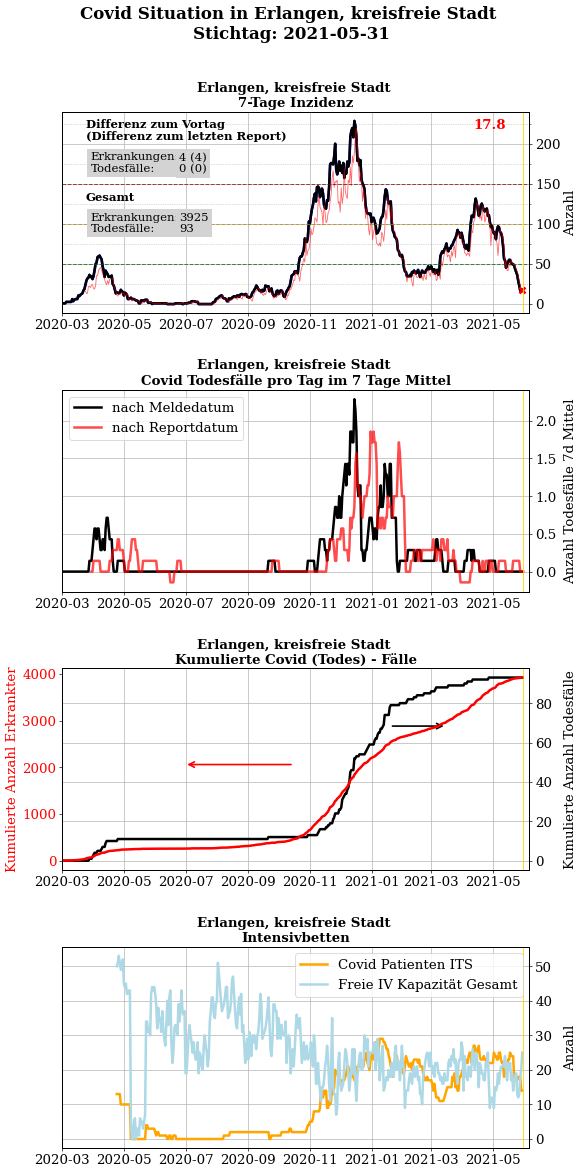 Covid Situation in Erlangen, kreisfreie Stadt
Stichtag: 2021-05-31
Erlangen, kreisfreie Stadt
7-Tage Inzidenz
Differenz zum Vortag
(Differenz zum letzten Report)
Erkrankungen 4 (4)
Todesfälle: 0 (0)
Gesamt
Erkrankungen 3925
Todesfälle: 93
17.8
200
150
100
50
0
Anzahl
2020-03 2020-05 2020-07 2020-09 2020-11 2021-01 2021-03 2021-05
Erlangen, kreisfreie Stadt
Covid Todesfälle pro Tag im 7 Tage Mittel
nach Meldedatum
nach Reportdatum
2.0
1.5
1.0
0.5
0.0
Anzahl Todesfälle 7d Mittel
2020-03 2020-05 2020-07 2020-09 2020-11 2021-01 2021-03 2021-05
Erlangen, kreisfreie Stadt
Kumulierte Covid (Todes) - Fälle
Kumulierte Anzahl Erkrankter
4000
3000
2000
1000
0
80
60
40
20
0
Kumulierte Anzahl Todesfälle
2020-03 2020-05 2020-07 2020-09 2020-11 2021-01 2021-03 2021-05
Erlangen, kreisfreie Stadt
Intensivbetten
Covid Patienten ITS
Freie IV Kapazität Gesamt
50
40
30
20
10
0
Anzahl
2020-03 2020-05 2020-07 2020-09 2020-11 2021-01 2021-03 2021-05